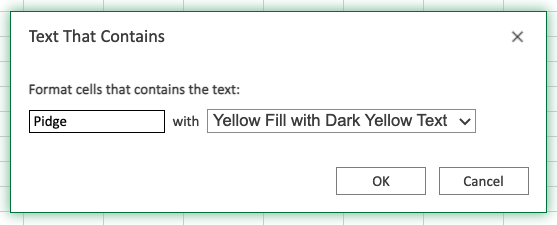 Text That Contains
Format cells that contains the text:
Pidge with Yellow Fill with Dark Yellow Text
OK Cancel